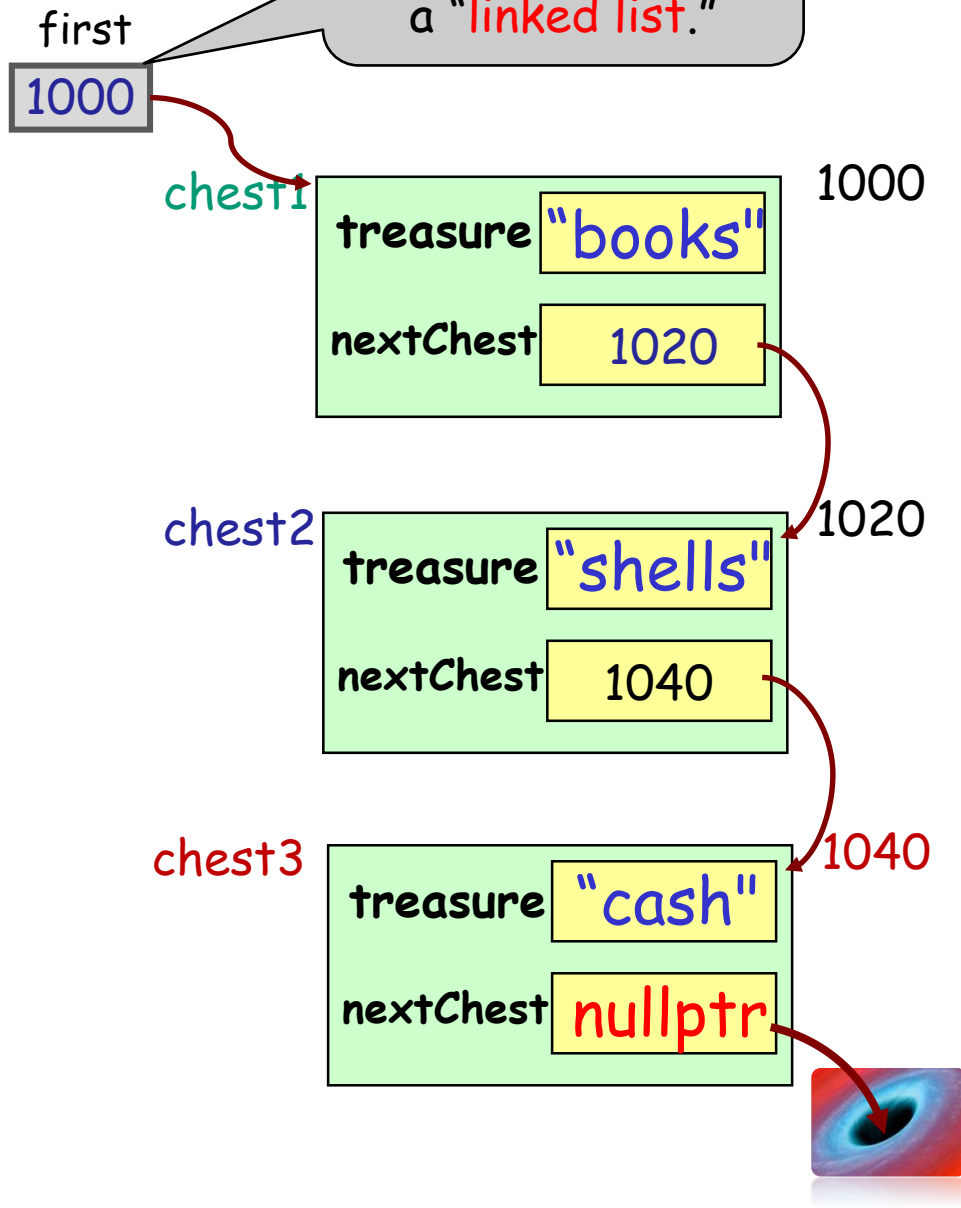 a “linked list.”
first
1000
chest1
1000
treasure “books"
nextChest 1020
chest2
1020
treasure “shells"
nextChest 1040
chest3
1040
treasure “cash"
nextChest nullptr